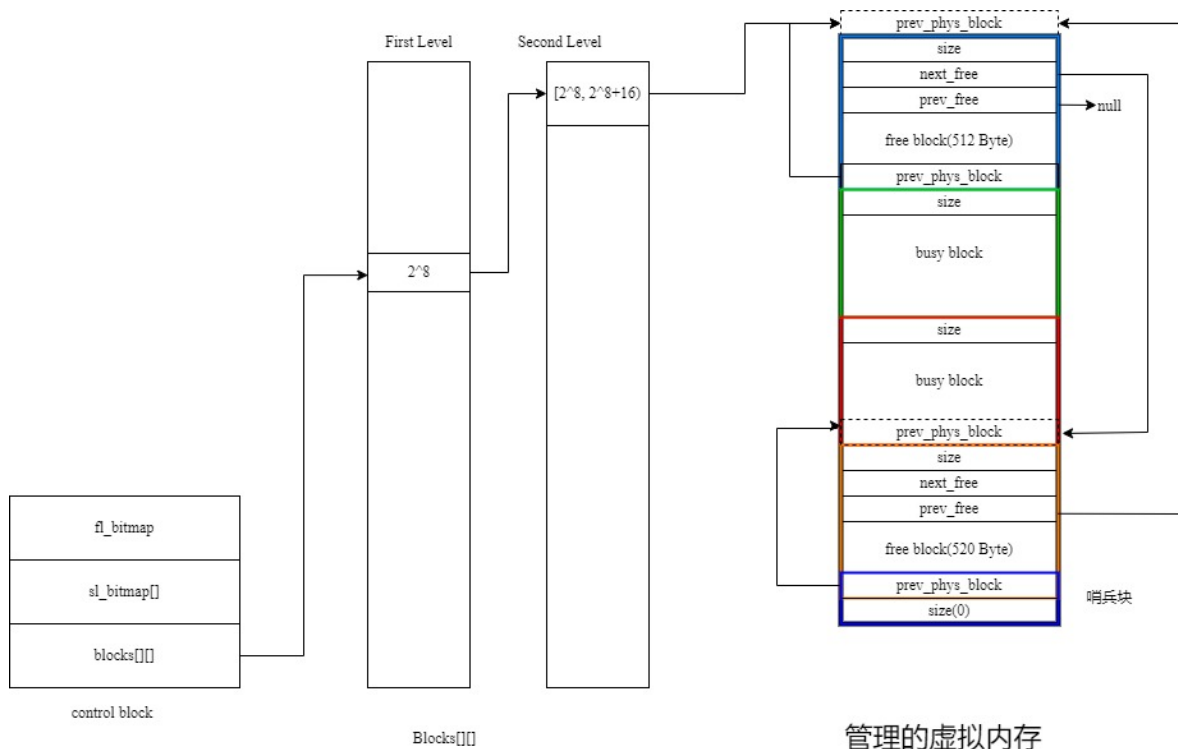 First Level
Second Level
prev_phys_block
size
next_free
prev_free
null
free block(512 Byte)
prev_phys_block
size
busy block
size
busy block
prev_phys_block
size
next_free
prev_free
free block(520 Byte)
prev_phys_block
size(0)
哨兵块
[2^8, 2^8+16)
2^8
fl_bitmap
sl_bitmap[]
blocks[][]
control block
Blocks[][]
管理的虚拟内存